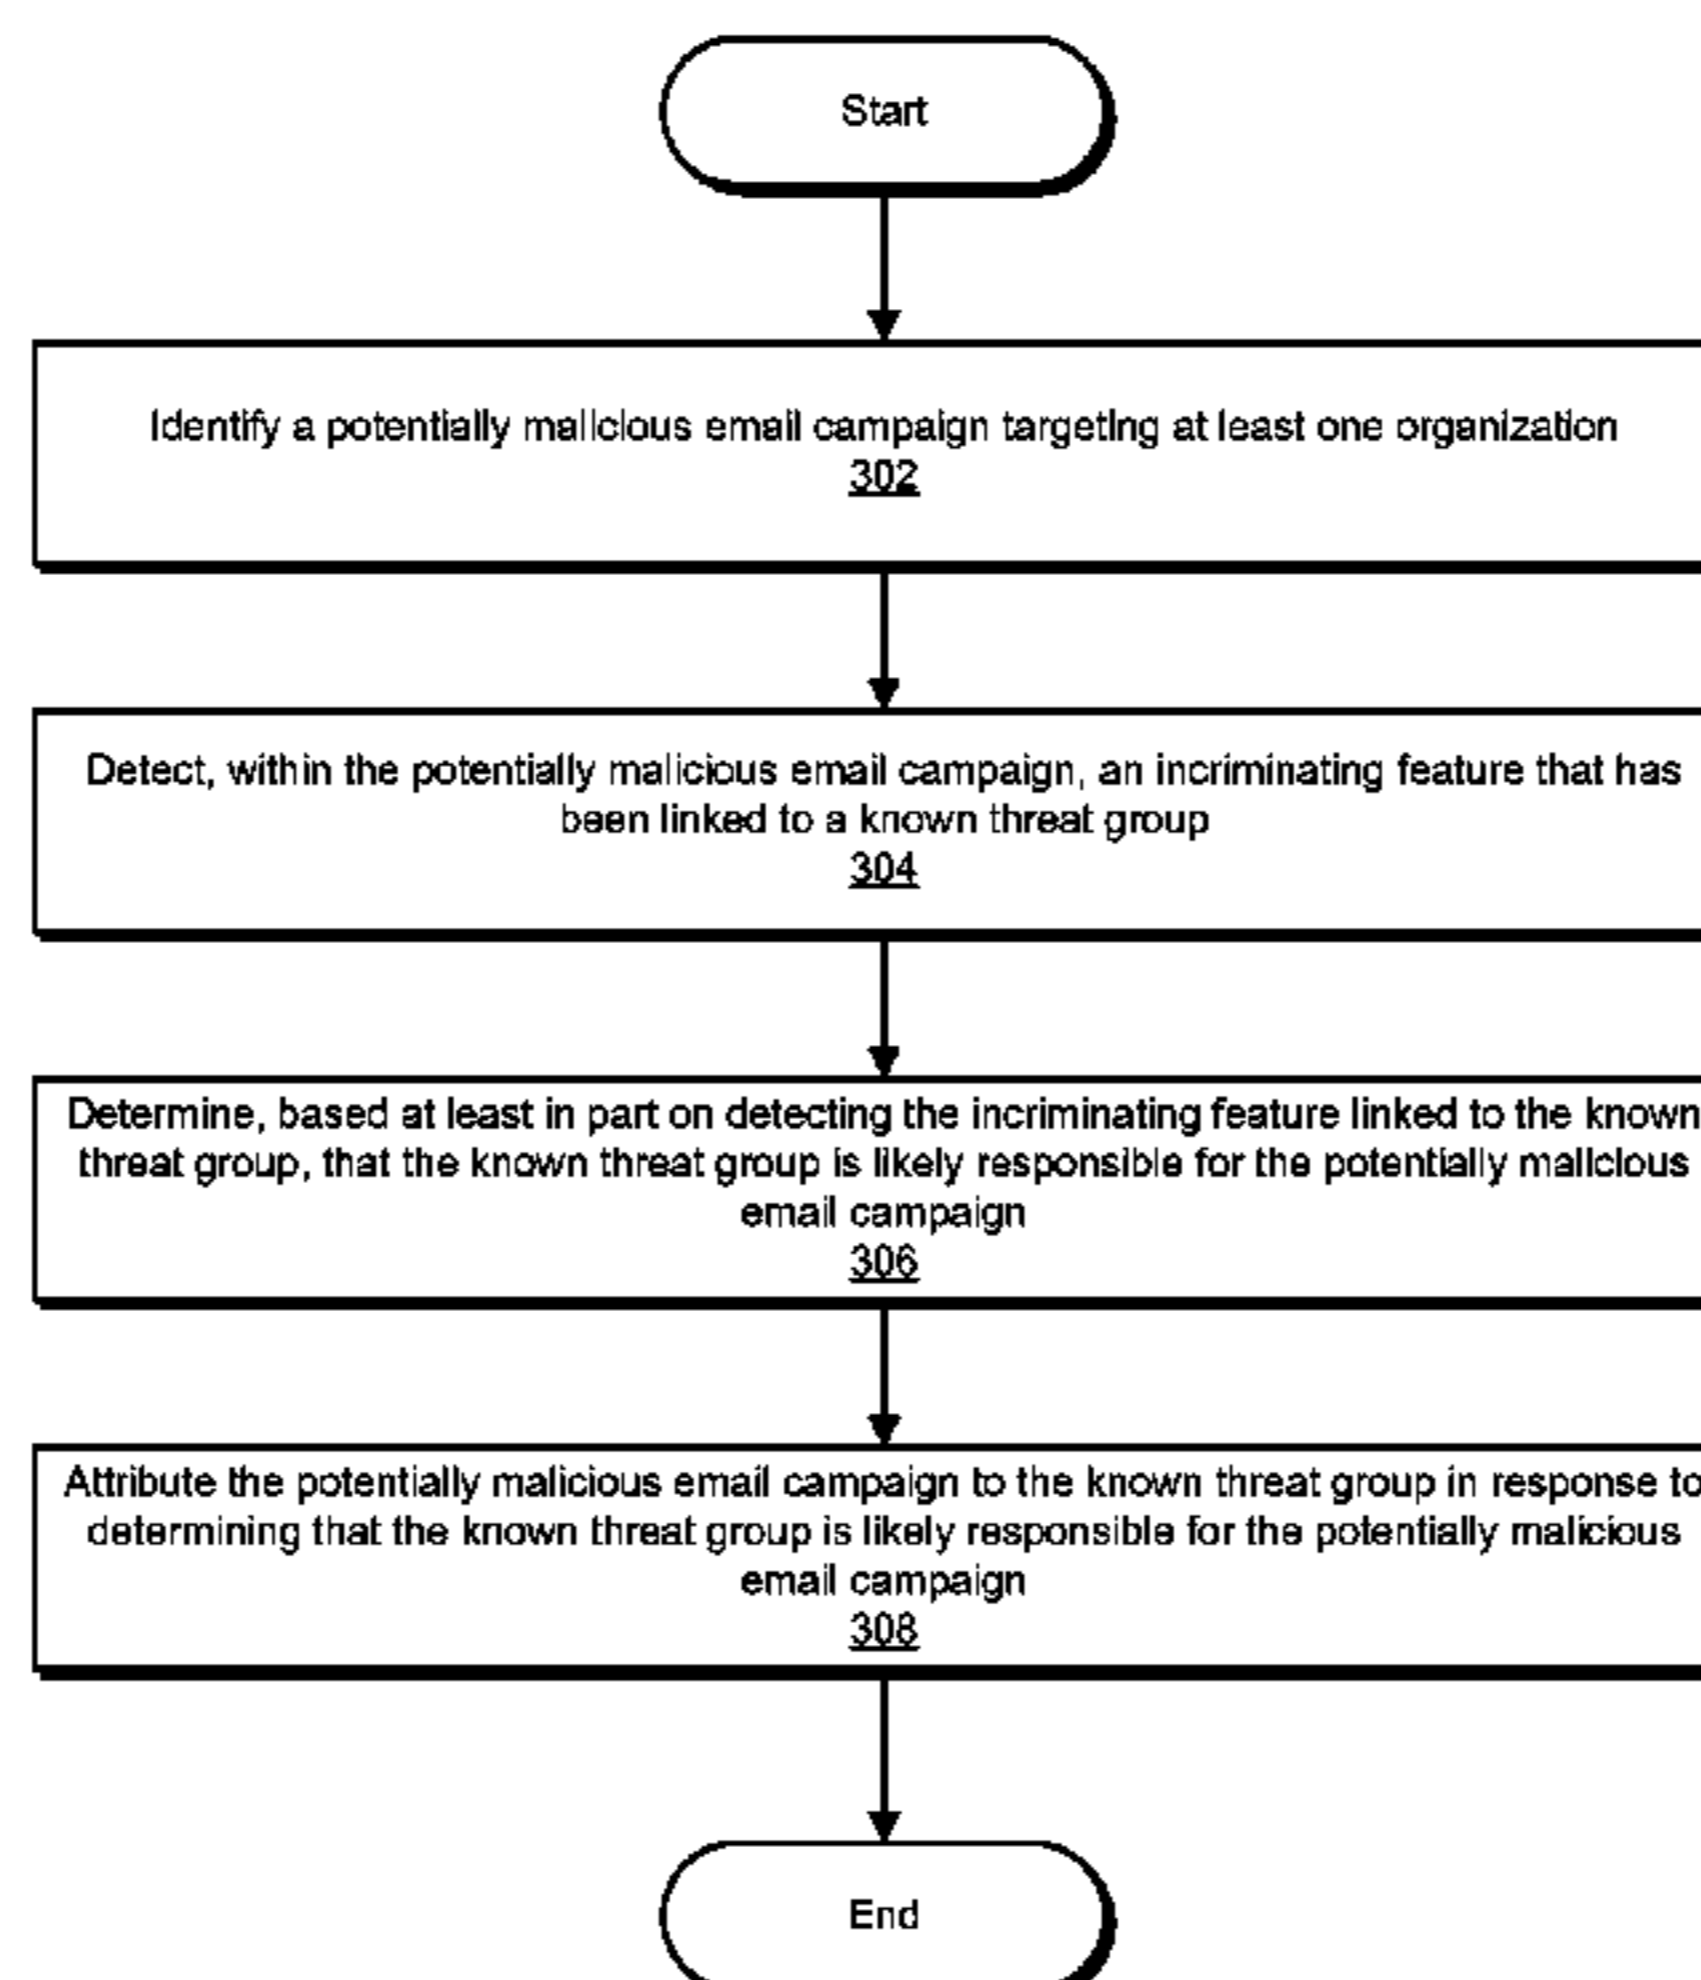 Start
Identify a potentially malicious email campaign targeting at least one organization
302
Detect, within the potentially malicious email campaign, an incriminating feature that has
been linked to a known threat group
304
Determine, based at least in part on detecting the incriminating feature linked to the known
threat group, that the known threat group is likely responsible for the potentially malicious
email campaign
306
Attribute the potentially malicious email campaign to the known threat group in response to
determining that the known threat group is likely responsible for the potentially malicious
email campaign
308
End